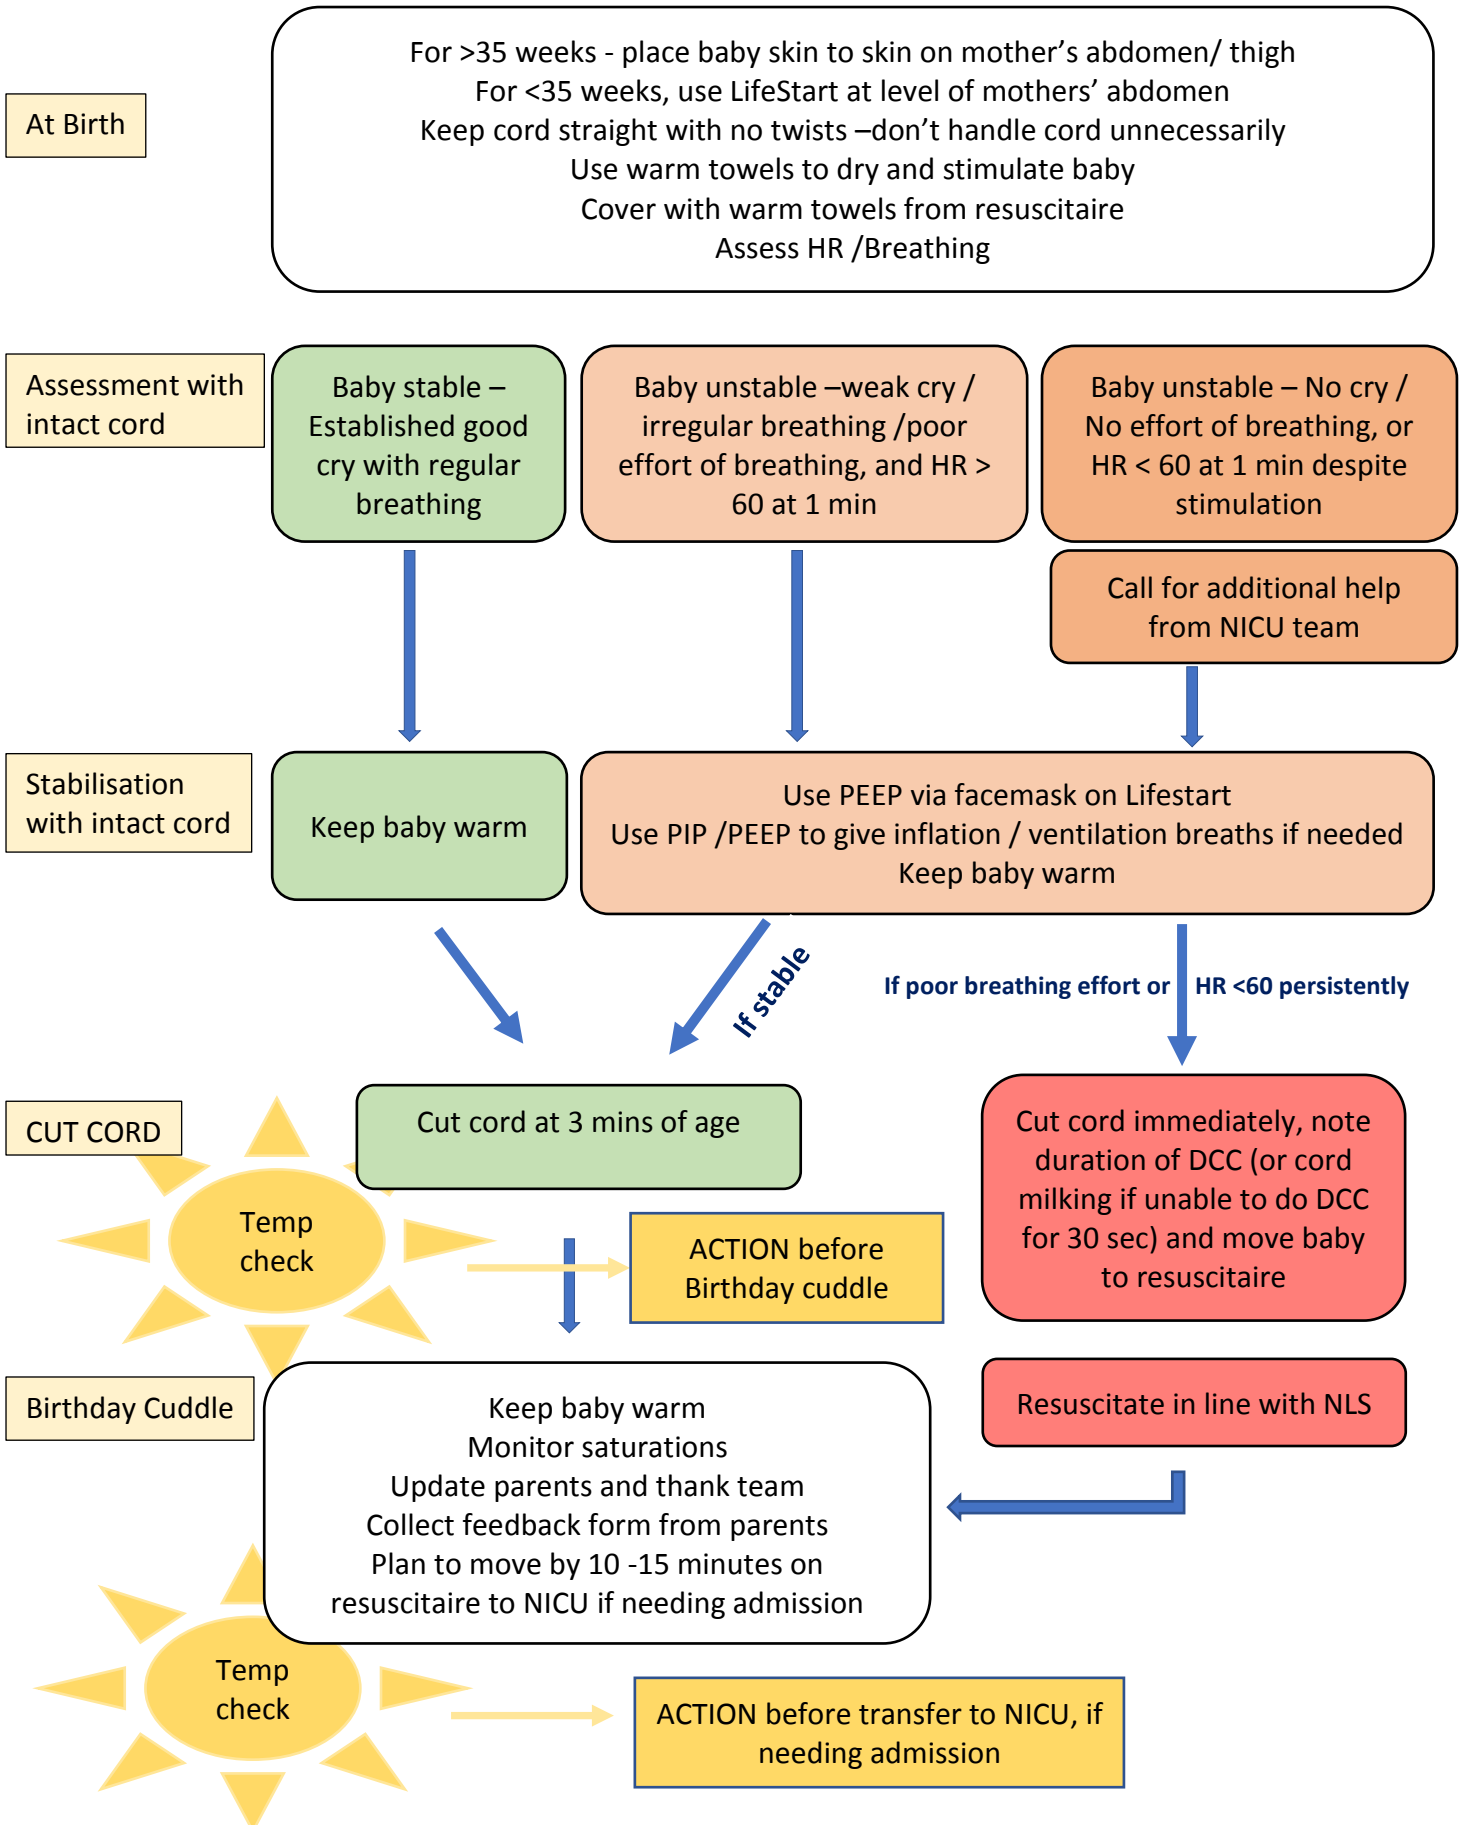 At Birth
For >35 weeks - place baby skin to skin on mother's abdomen/ thigh
For <35 weeks, use LifeStart at level of mothers' abdomen
Keep cord straight with no twists –don't handle cord unnecessarily
Use warm towels to dry and stimulate baby
Cover with warm towels from resuscitaire
Assess HR /Breathing
Assessment with
intact cord
Baby stable –
Established good
cry with regular
breathing
Baby unstable –weak cry /
irregular breathing /poor
effort of breathing, and HR >
60 at 1 min
Baby unstable – No cry /
No effort of breathing, or
HR < 60 at 1 min despite
stimulation
Call for additional help
from NICU team
Stabilisation
with intact cord
Keep baby warm
Use PEEP via facemask on Lifestart
Use PIP /PEEP to give inflation / ventilation breaths if needed
Keep baby warm
If stable
If poor breathing effort or HR <60 persistently
CUT CORD
Cut cord at 3 mins of age
Cut cord immediately, note
duration of DCC (or cord
milking if unable to do DCC
for 30 sec) and move baby
to resuscitaire
Temp
check
ACTION before
Birthday cuddle
Birthday Cuddle
Keep baby warm
Monitor saturations
Update parents and thank team
Collect feedback form from parents
Plan to move by 10 -15 minutes on
resuscitaire to NICU if needing admission
Resuscitate in line with NLS
Temp
check
ACTION before transfer to NICU, if
needing admission